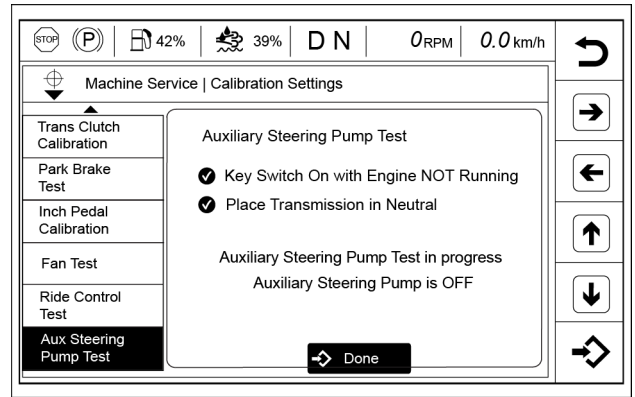 STOP P 42% 39% D N 0 RPM 0.0 km/h
Machine Service | Calibration Settings
Trans Clutch
Calibration
Park Brake
Test
Inch Pedal
Calibration
Fan Test
Ride Control
Test
Aux Steering
Pump Test
Auxiliary Steering Pump Test
Key Switch On with Engine NOT Running
Place Transmission in Neutral
Auxiliary Steering Pump Test in progress
Auxiliary Steering Pump is OFF
Done